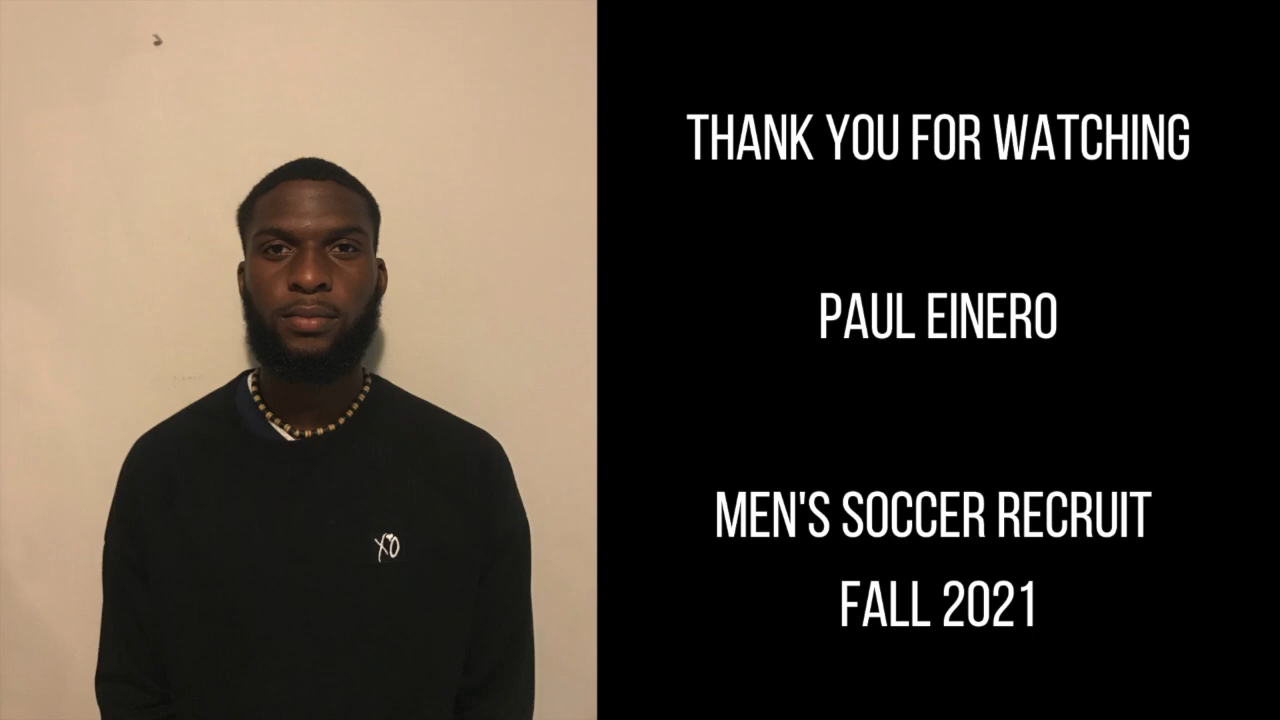 THANK YOU FOR WATCHING
PAUL EINERO
MEN'S SOCCER RECRUIT
FALL 2021
XO